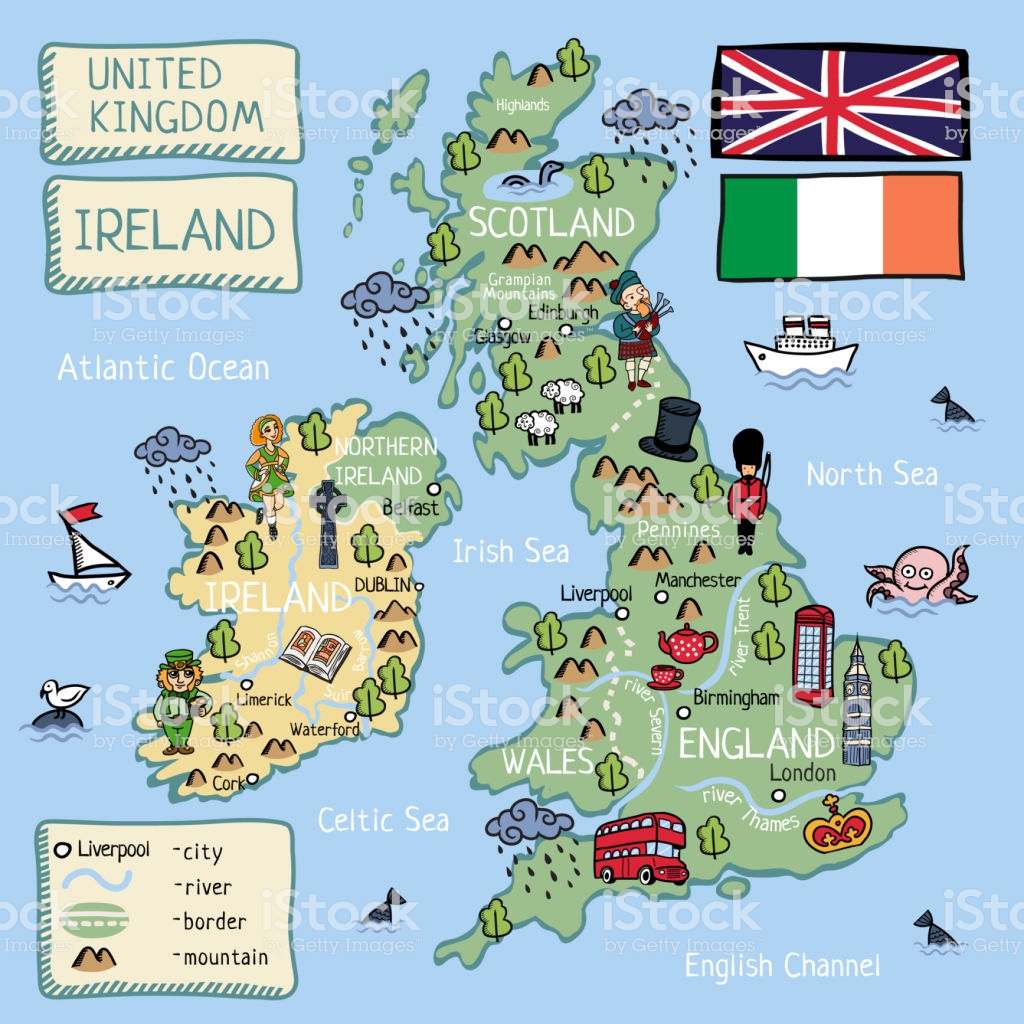 UNITED
KINGDOM
IRELAND
Highlands
SCOTLAND
Grampian
Mountains
Edinburgh
Glasgow
Atlantic Ocean
NORTHERN
IRELAND
Belfast
North Sea
Pennines
Irish Sea
Manchester
Liverpool
DUBLIN
IRELAND
river Trent
Shannon
Barrow
Suir
Limerick
Waterford
Cork
river Severn
Birmingham
ENGLAND
WALES
London
river Thames
Celtic Sea
English Channel
Liverpool -city
-river
-border
-mountain
iStock
by Getty Images™